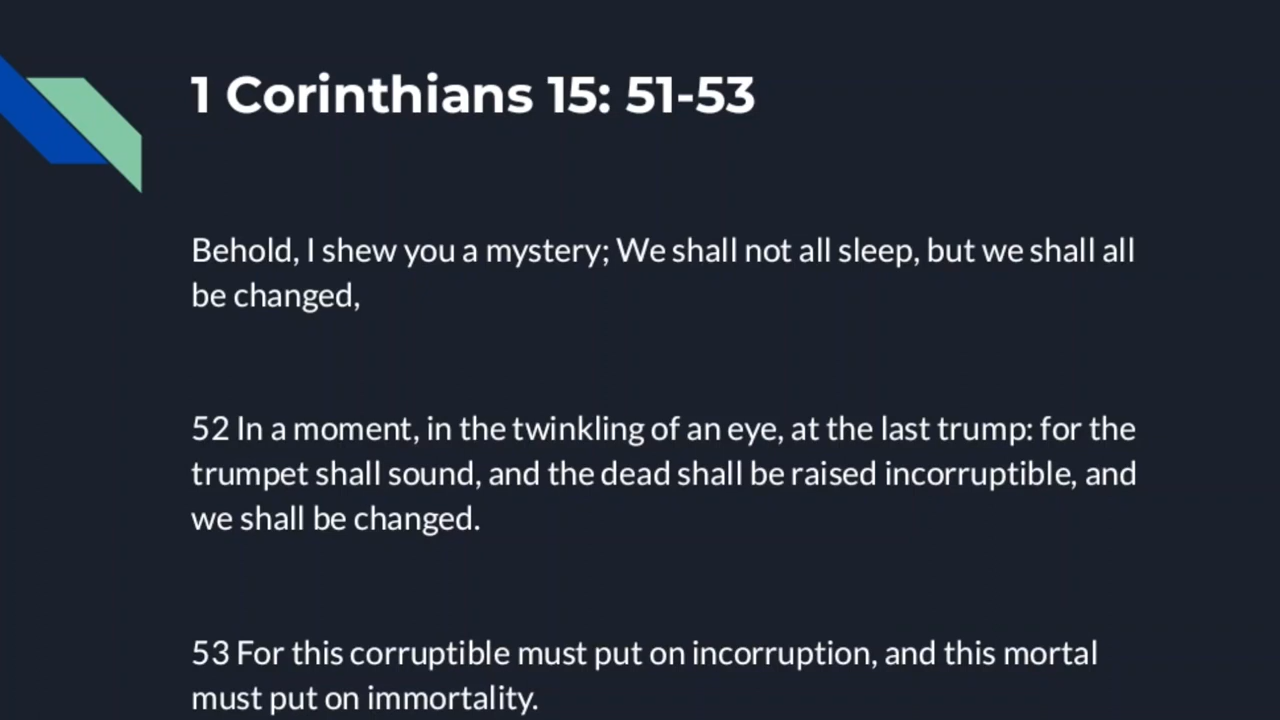 1 Corinthians 15: 51-53
Behold, I shew you a mystery; We shall not all sleep, but we shall all
be changed,
52 In a moment, in the twinkling of an eye, at the last trump: for the
trumpet shall sound, and the dead shall be raised incorruptible, and
we shall be changed.
53 For this corruptible must put on incorruption, and this mortal
must put on immortality.